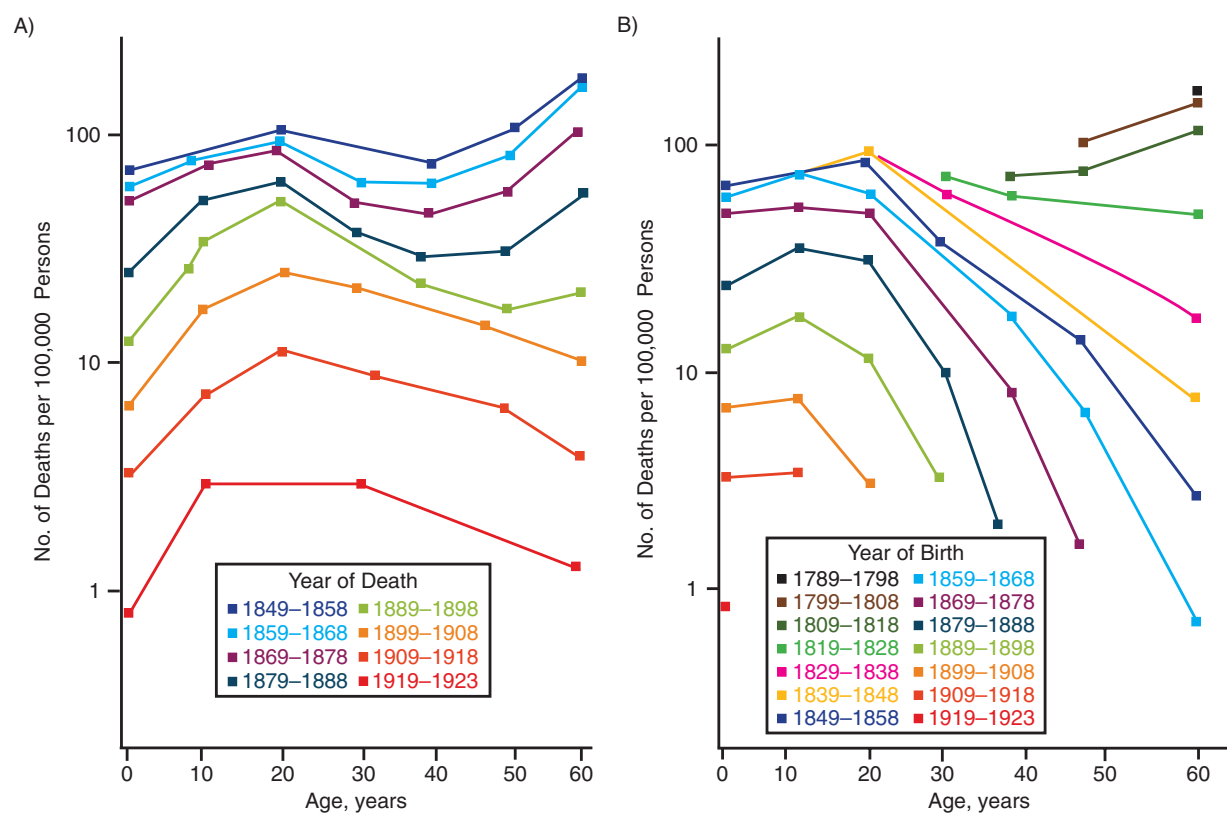 A)
No. of Deaths per 100,000 Persons
100
10
1
Year of Death
1849–1858 1889–1898
1859–1868 1899–1908
1869–1878 1909–1918
1879–1888 1919–1923
0 10 20 30 40 50 60
Age, years
B)
No. of Deaths per 100,000 Persons
100
10
1
Year of Birth
1789–1798 1859–1868
1799–1808 1869–1878
1809–1818 1879–1888
1819–1828 1889–1898
1829–1838 1899–1908
1839–1848 1909–1918
1849–1858 1919–1923
0 10 20 30 40 50 60
Age, years